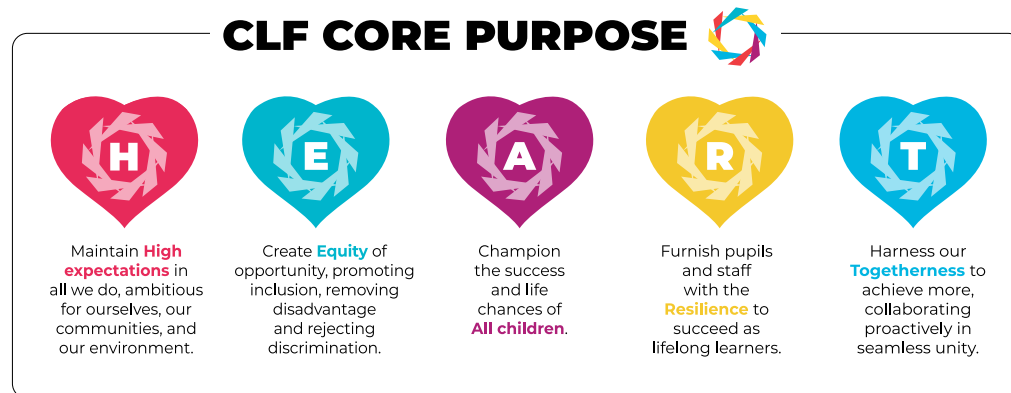 CLF CORE PURPOSE
H
E
A
R
T
Maintain High
expectations in
all we do, ambitious
for ourselves, our
communities, and
our environment.
Create Equity of
opportunity, promoting
inclusion, removing
disadvantage
and rejecting
discrimination.
Champion
the success
and life
chances of
All children.
Furnish pupils
and staff
with the
Resilience to
succeed as
lifelong learners.
Harness our
Togetherness to
achieve more,
collaborating
proactively in
seamless unity.